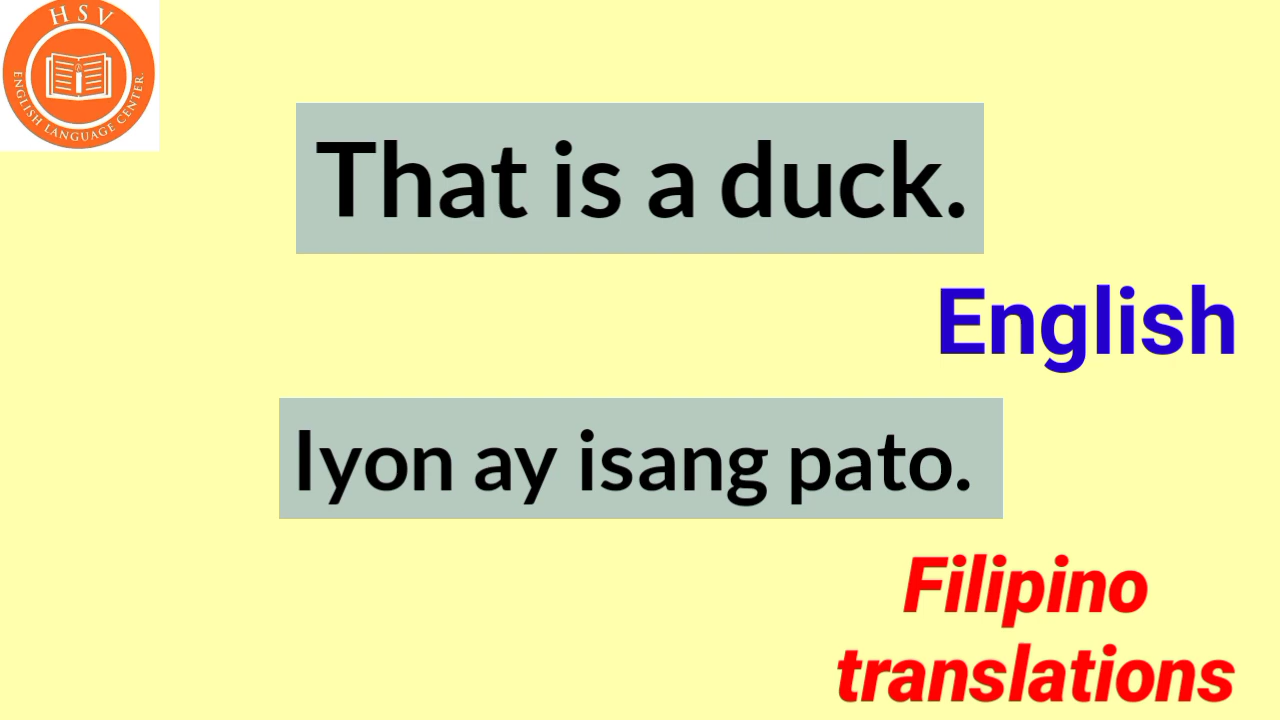 HSV
ENGLISH LANGUAGE CENTER.
That is a duck.
English
Iyon ay isang pato.
Filipino
translations